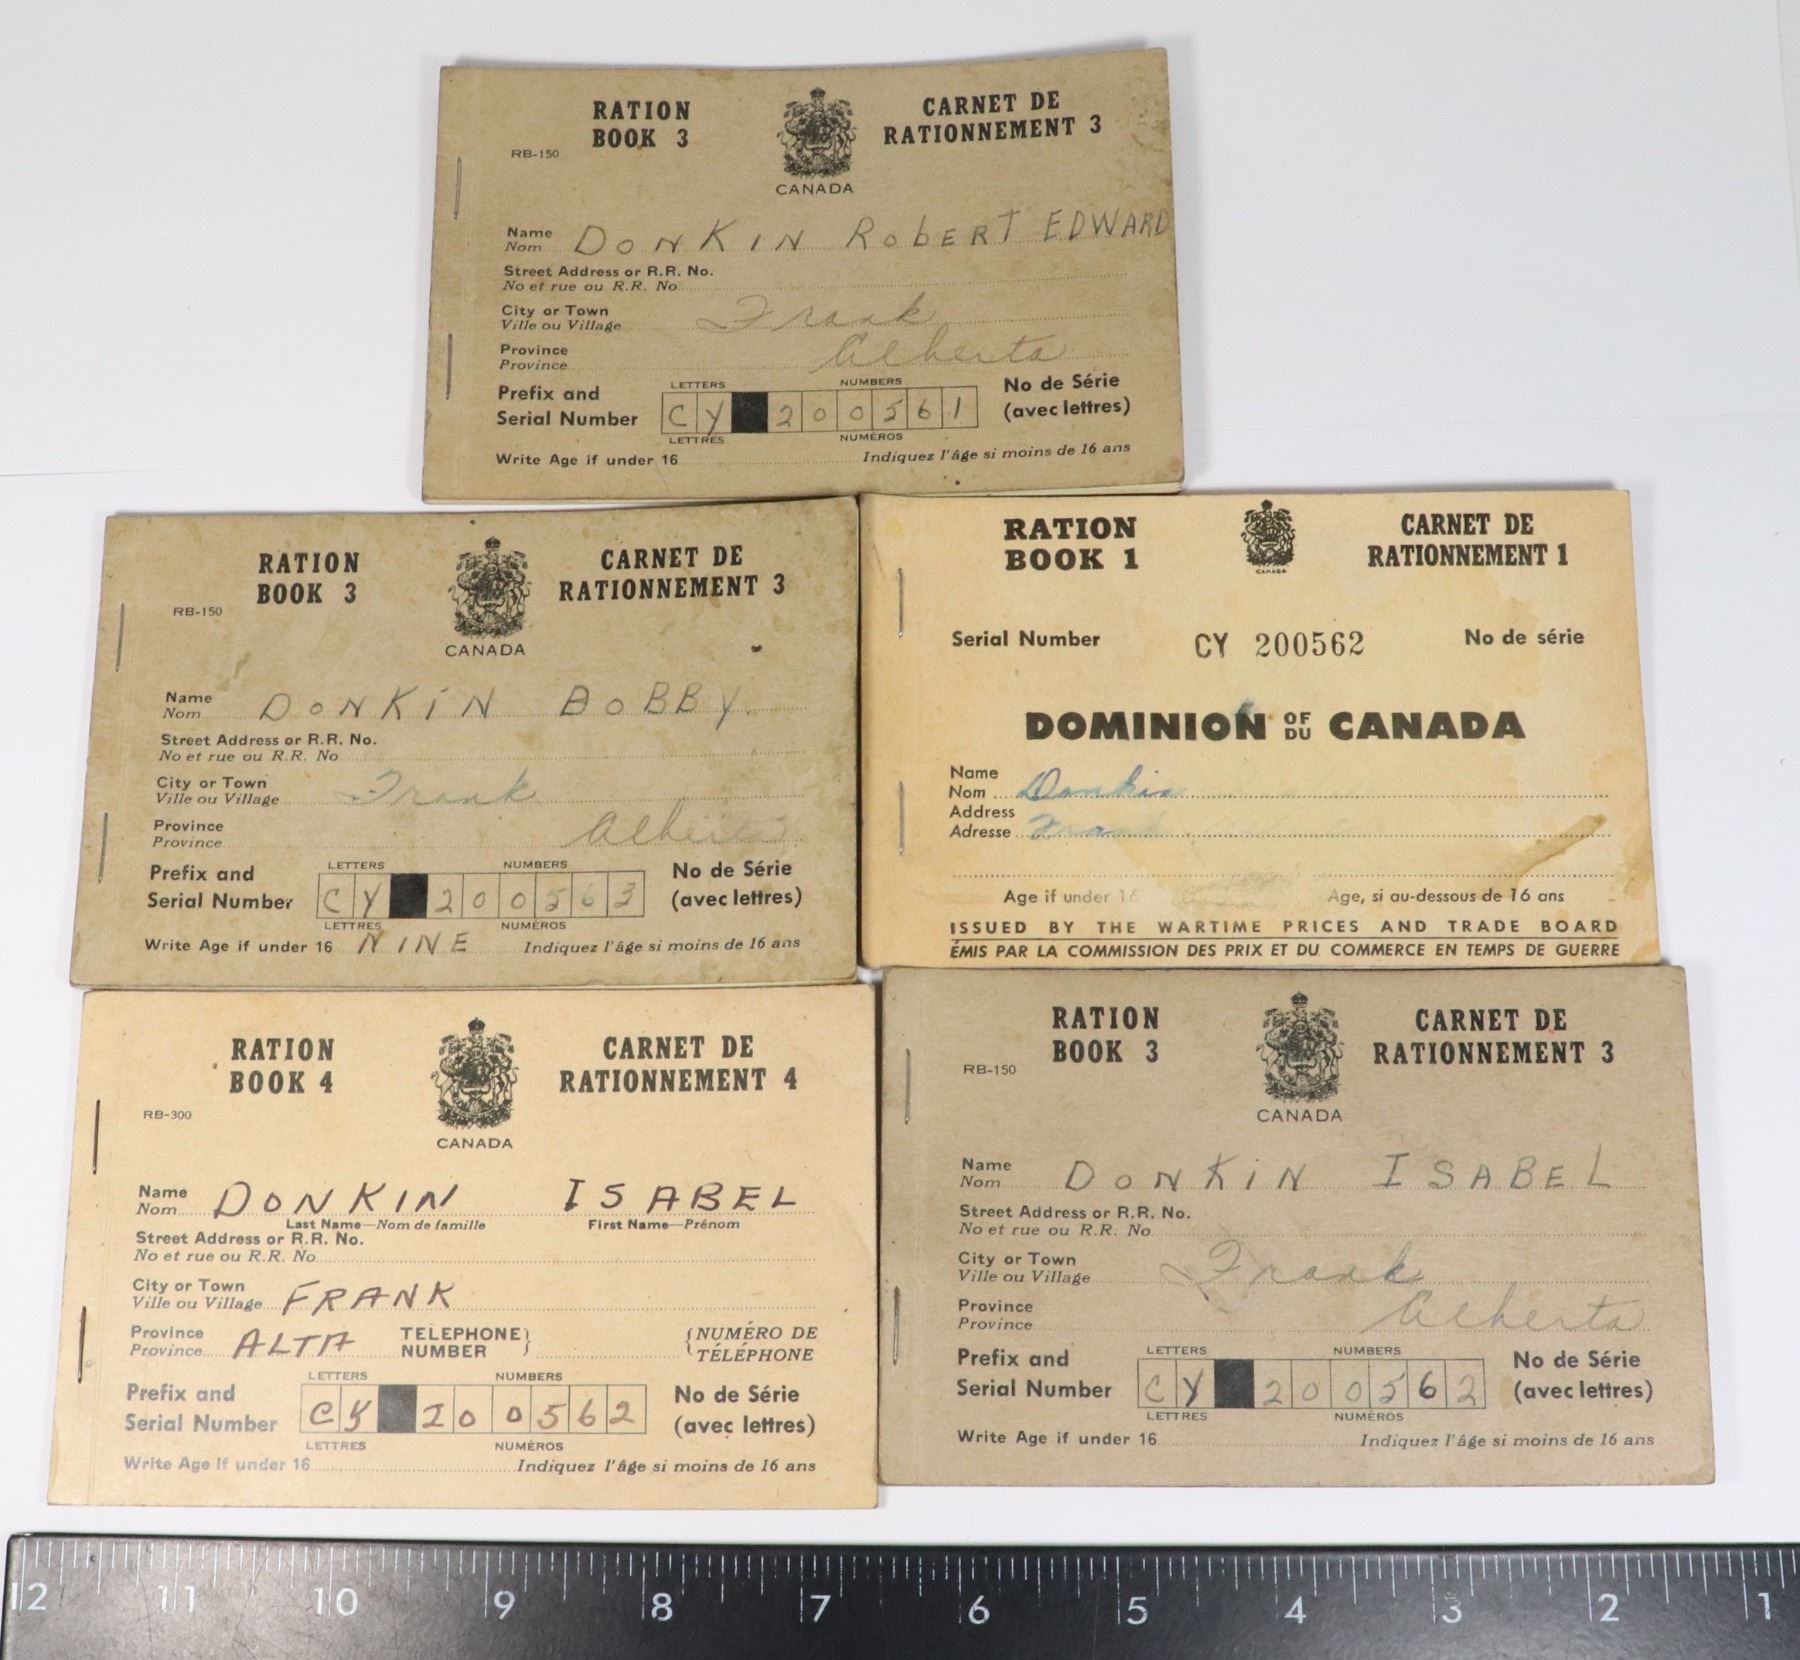 RATION BOOK 3
CARNET DE RATIONNEMENT 3
RB-150
CANADA
Name DONKIN ROBERT EDWARD
Nom
Street Address or R.R. No.
No et rue ou R.R. No
City or Town Frank
Ville ou Village
Province Alberta
Province
LETTERS NUMBERS
Prefix and Serial Number CY 200561 No de Série (avec lettres)
LETTRES NUMÉROS
Write Age if under 16 Indiquez l'âge si moins de 16 ans
RATION BOOK 3
CARNET DE RATIONNEMENT 3
RB-150
CANADA
Name DONKIN BOBBY
Nom
Street Address or R.R. No.
No et rue ou R.R. No
City or Town Frank
Ville ou Village
Province Alberta
Province
LETTERS NUMBERS
Prefix and Serial Number CY 200563 No de Série (avec lettres)
LETTRES NUMÉROS
Write Age if under 16 NINE Indiquez l'âge si moins de 16 ans
RATION BOOK 1
CARNET DE RATIONNEMENT 1
CANADA
Serial Number CY 200562 No de série
DOMINION OF DU CANADA
Name
Nom Donkin
Address
Adresse Frank
Age if under 16 Age, si au-dessous de 16 ans
ISSUED BY THE WARTIME PRICES AND TRADE BOARD
ÉMIS PAR LA COMMISSION DES PRIX ET DU COMMERCE EN TEMPS DE GUERRE
RATION BOOK 4
CARNET DE RATIONNEMENT 4
RB-300
CANADA
Name DONKIN ISABEL
Nom
Last Name—Nom de famille First Name—Prénom
Street Address or R.R. No.
No et rue ou R.R. No
City or Town FRANK
Ville ou Village
Province ALTA TELEPHONE NUMBER NUMÉRO DE TÉLÉPHONE
Province
LETTERS NUMBERS
Prefix and Serial Number CY 200562 No de Série (avec lettres)
LETTRES NUMÉROS
Write Age if under 16 Indiquez l'âge si moins de 16 ans
RATION BOOK 3
CARNET DE RATIONNEMENT 3
RB-150
CANADA
Name DONKIN ISABEL
Nom
Street Address or R.R. No.
No et rue ou R.R. No
City or Town Frank
Ville ou Village
Province Alberta
Province
LETTERS NUMBERS
Prefix and Serial Number CY 200562 No de Série (avec lettres)
LETTRES NUMÉROS
Write Age if under 16 Indiquez l'âge si moins de 16 ans
12 11 10 9 8 7 6 5 4 3 2 1